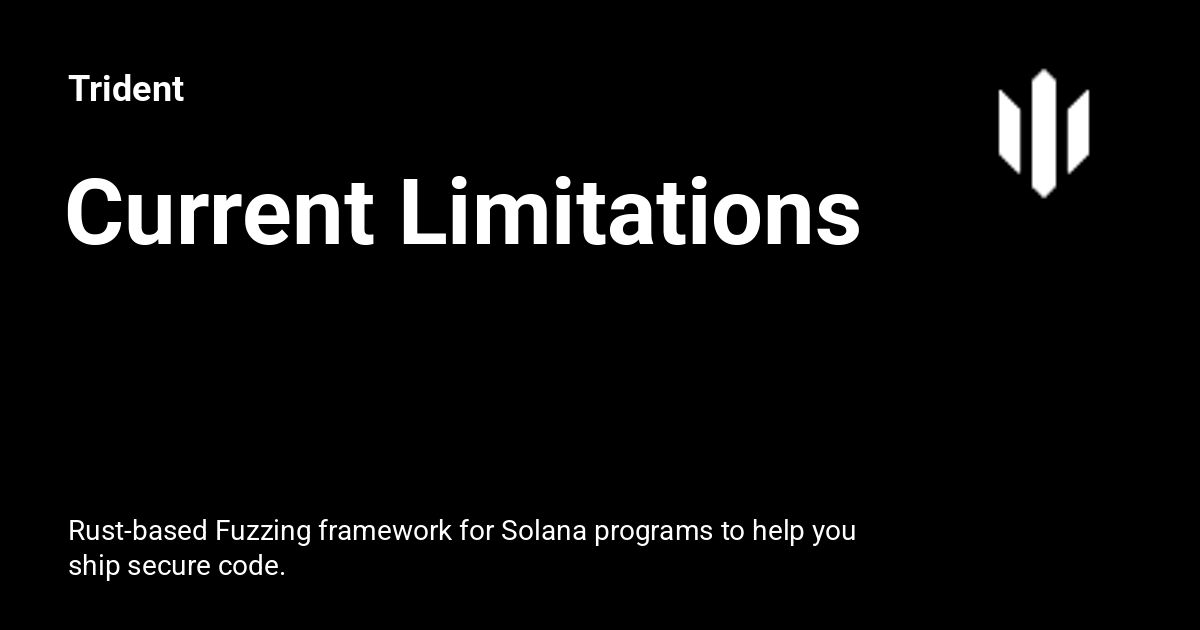 Trident
Current Limitations
Rust-based Fuzzing framework for Solana programs to help you
ship secure code.